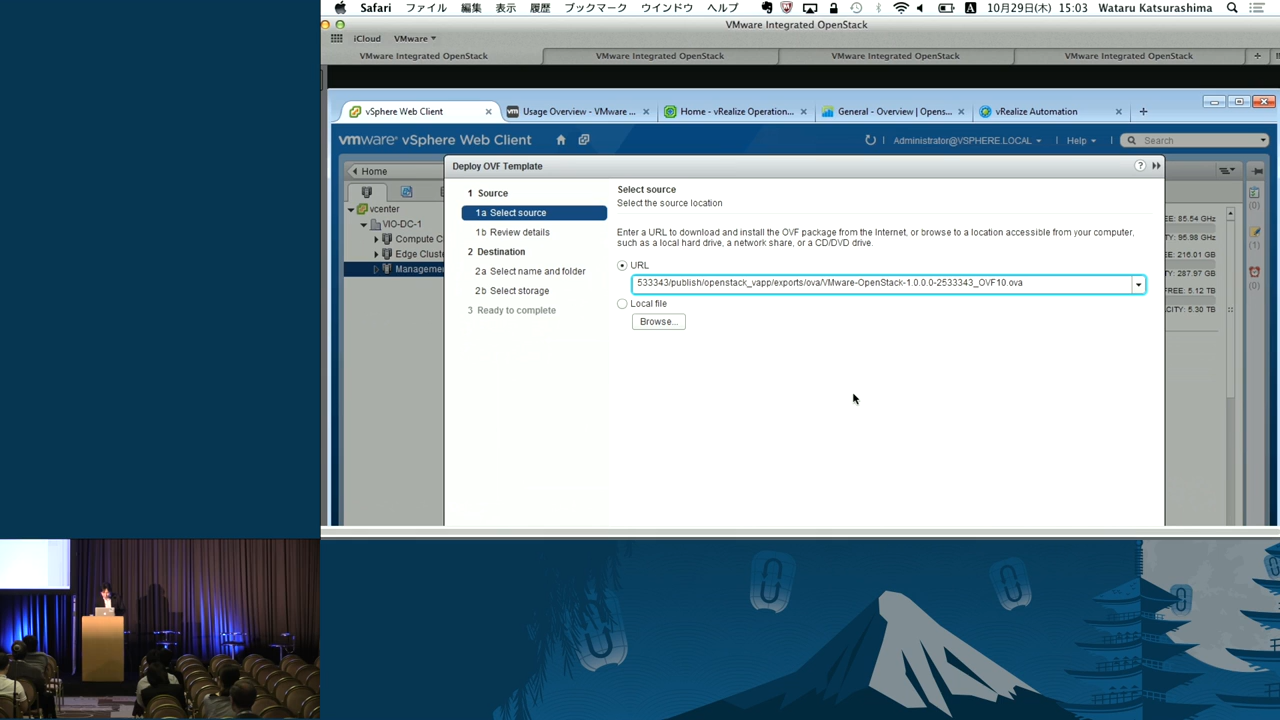 Safari ファイル 編集 表示 履歴 ブックマーク ウインドウ ヘルプ 10月29日(木) 15:03 Wataru Katsurashima
VMware Integrated OpenStack
iCloud VMware
VMware Integrated OpenStack VMware Integrated OpenStack VMware Integrated OpenStack VMware Integrated OpenStack
vSphere Web Client Usage Overview - VMware ... Home - vRealize Operation... General - Overview | Opens... vRealize Automation
vmware® vSphere Web Client Administrator@VSPHERE.LOCAL Help Search
Deploy OVF Template
Home
1 Source
1a Select source
1b Review details
2 Destination
2a Select name and folder
2b Select storage
3 Ready to complete
vcenter
VIO-DC-1
Compute C
Edge Cluste
Manageme
Select source
Select the source location
Enter a URL to download and install the OVF package from the Internet, or browse to a location accessible from your computer,
such as a local hard drive, a network share, or a CD/DVD drive.
URL
533343/publish/openstack_vapp/exports/ova/VMware-OpenStack-1.0.0.0-2533343_OVF10.ova
Local file
Browse...
EE: 85.54 GHz
TY: 95.98 GHz
EE: 216.01 GB
TY: 287.97 GB
EE: 5.12 TB
CITY: 5.30 TB
(0)
(1)
(0)